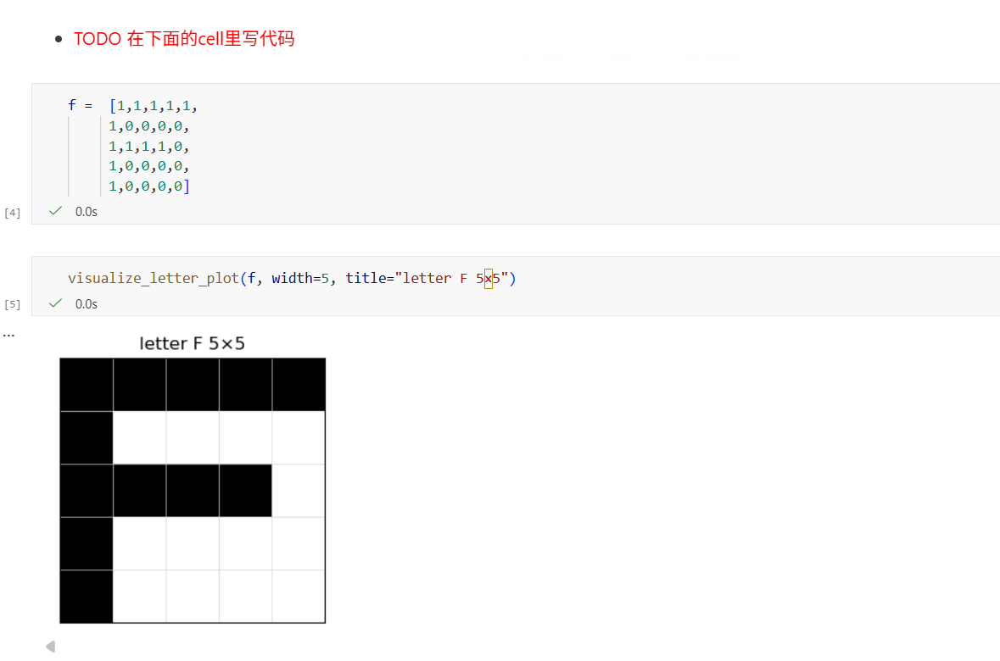 TODO 在下面的cell里写代码
f =  [1,1,1,1,1,
1,0,0,0,0,
1,1,1,1,0,
1,0,0,0,0,
1,0,0,0,0]
[4]
0.0s
visualize_letter_plot(f, width=5, title="letter F 5×5")
[5]
0.0s
...
letter F 5×5